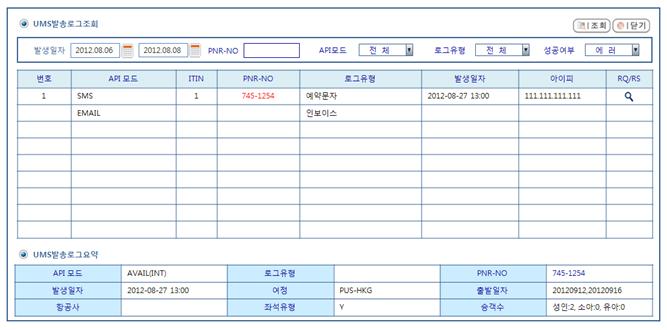 UMS발송로그조회
조회 닫기
발생일자 2012.08.06 2012.08.08 PNR-NO API모드 전 체 로그유형 전 체 성공여부 에 러
번호 API 모드 ITIN PNR-NO 로그유형 발생일자 아이피 RQ/RS
1 SMS 1 745-1254 예약문자 2012-08-27 13:00 111.111.111.111
EMAIL 인보이스
UMS발송로그요약
API 모드 AVAIL(INT) 로그유형 PNR-NO 745-1254
발생일자 2012-08-27 13:00 여정 PUS-HKG 출발일자 20120912,20120916
항공사 좌석유형 Y 승객수 성인:2, 소아:0, 유아:0